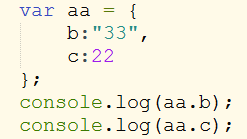 var aa = {
    b:"33",
    c:22
};
console.log(aa.b);
console.log(aa.c);